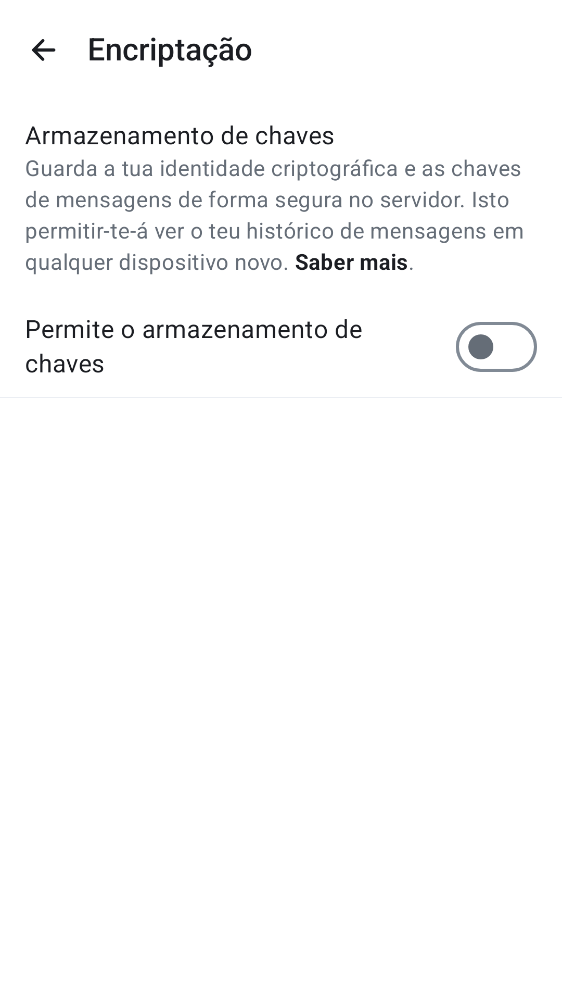 Encriptação
Armazenamento de chaves
Guarda a tua identidade criptográfica e as chaves
de mensagens de forma segura no servidor. Isto
permitir-te-á ver o teu histórico de mensagens em
qualquer dispositivo novo. Saber mais.
Permite o armazenamento de
chaves